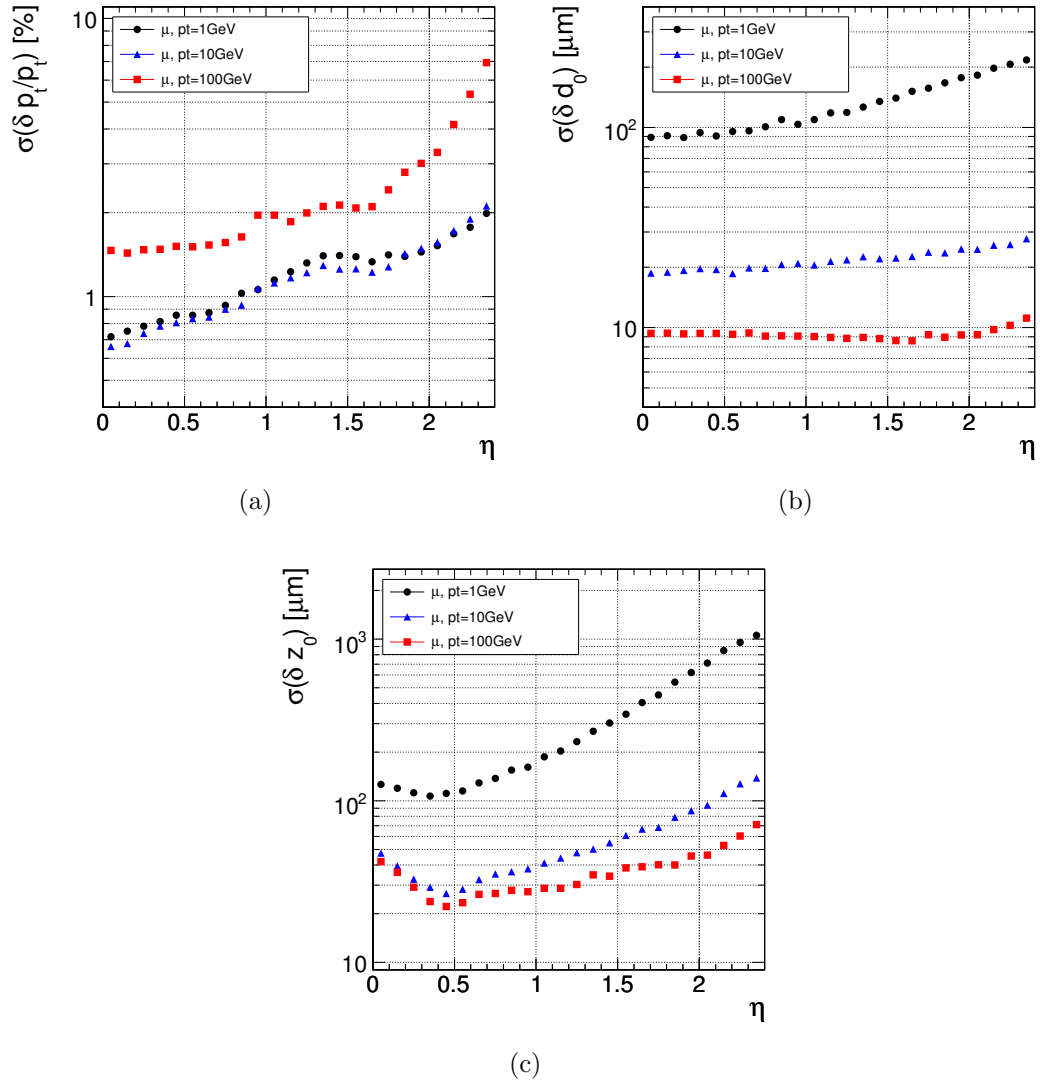 σ(δ p_t/p_t) [%]
10
1
μ, pt=1GeV
μ, pt=10GeV
μ, pt=100GeV
0 0.5 1 1.5 2
η
(a)
σ(δ d_0) [μm]
10^2
10
μ, pt=1GeV
μ, pt=10GeV
μ, pt=100GeV
0 0.5 1 1.5 2
η
(b)
σ(δ z_0) [μm]
10^3
10^2
10
μ, pt=1GeV
μ, pt=10GeV
μ, pt=100GeV
0 0.5 1 1.5 2
η
(c)